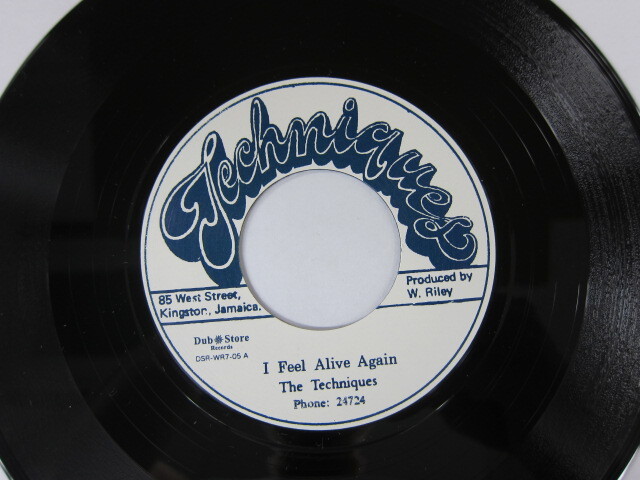 Techniques
85 West Street,
Kingston, Jamaica.
Produced by
W. Riley
Dub Store
Records
DSR-WR7-05 A
I Feel Alive Again
The Techniques
Phone: 24724